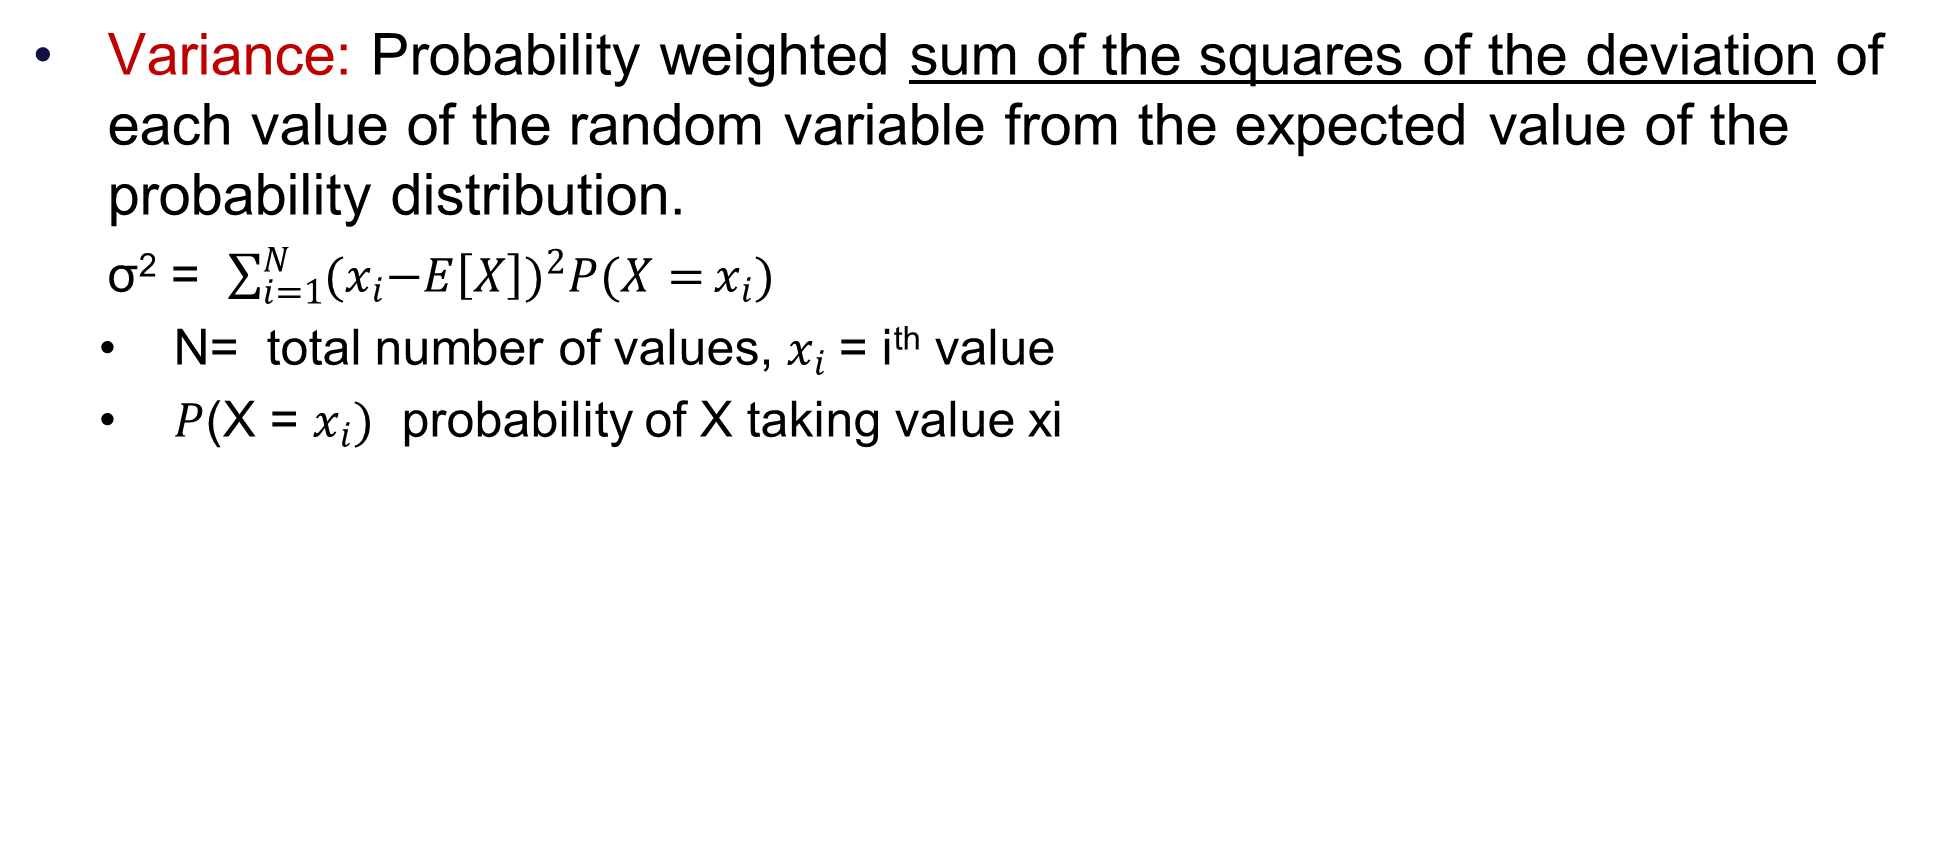 • Variance: Probability weighted sum of the squares of the deviation of
each value of the random variable from the expected value of the
probability distribution.
σ² = ∑ᵢ₌₁ᴺ(xᵢ−E[X])²P(X = xᵢ)
• N= total number of values, xᵢ = iᵗʰ value
• P(X = xᵢ) probability of X taking value xi